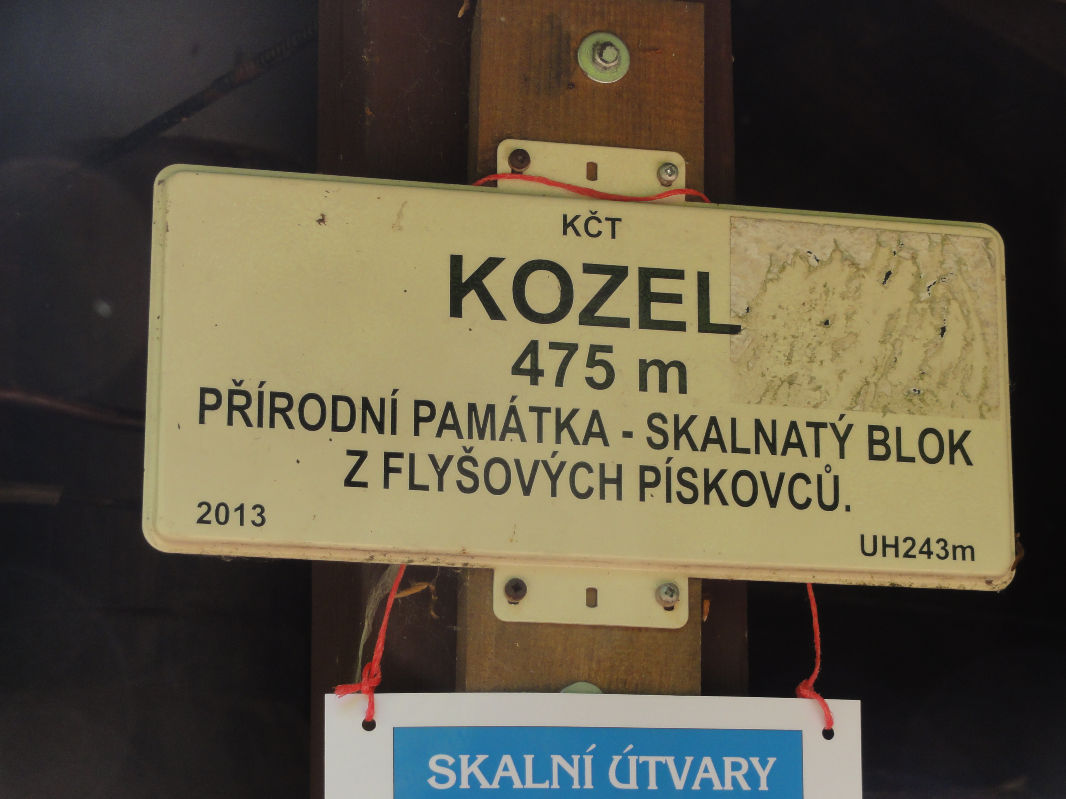 KČT
KOZEL
475 m
PŘÍRODNÍ PAMÁTKA - SKALNATÝ BLOK
Z FLYŠOVÝCH PÍSKOVCŮ.
2013
UH243m
SKALNÍ ÚTVARY